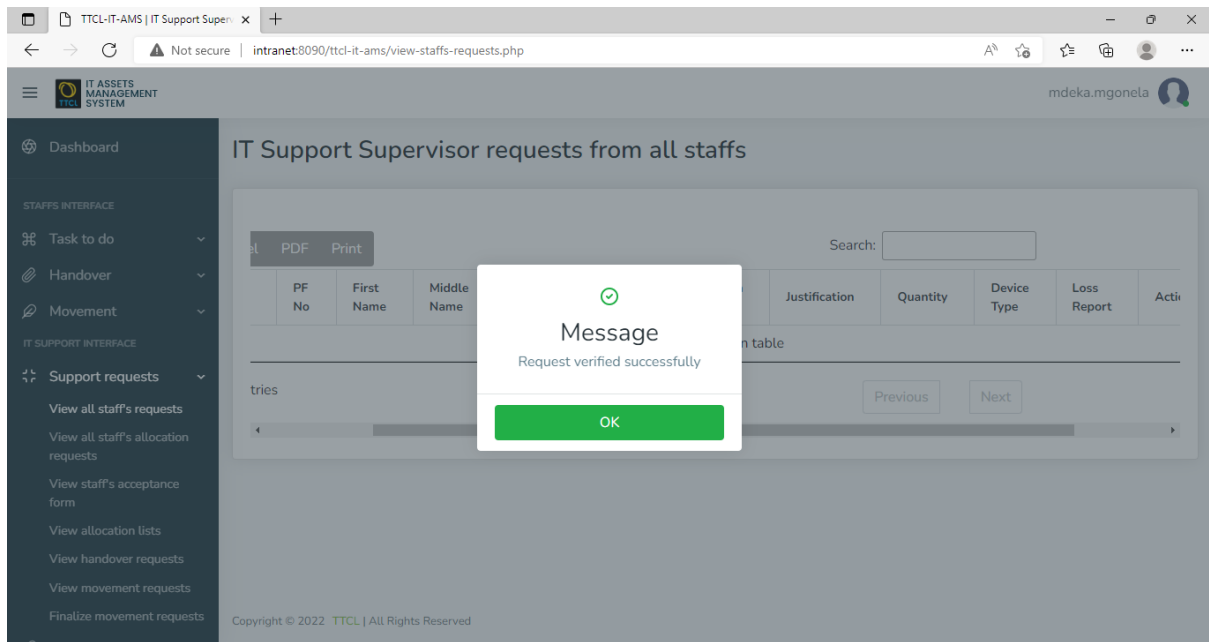 TTCL-IT-AMS | IT Support Super
Not secure | intranet:8090/ttcl-it-ams/view-staffs-requests.php
IT ASSETS
MANAGEMENT
SYSTEM
TTCL
mdeka.mgonela
Dashboard
IT Support Supervisor requests from all staffs
STAFFS INTERFACE
Task to do
Handover
Movement
IT SUPPORT INTERFACE
Support requests
View all staff's requests
View all staff's allocation
requests
View staff's acceptance
form
View allocation lists
View handover requests
View movement requests
Finalize movement requests
PDF Print
Search:
PF No First Name Middle Name Justification Quantity Device Type Loss Report Actio
n table
tries
Previous Next
Message
Request verified successfully
OK
Copyright © 2022 TTCL | All Rights Reserved